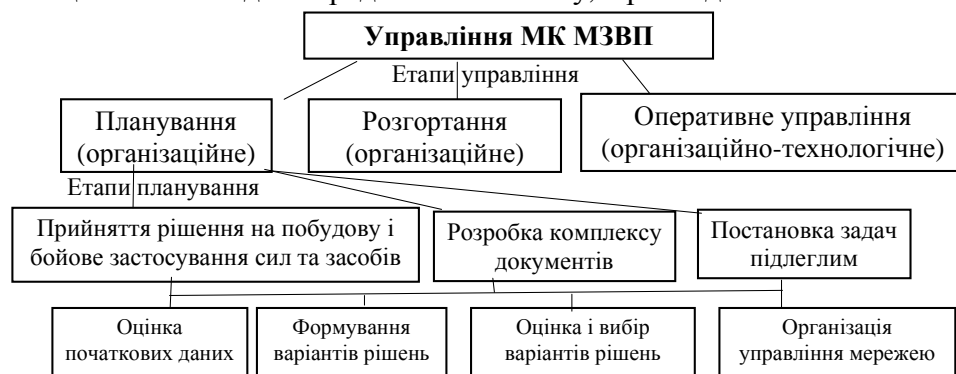 Управління МК МЗВП
Етапи управління
Планування
(організаційне)
Розгортання
(організаційне)
Оперативне управління
(організаційно-технологічне)
Етапи планування
Прийняття рішення на побудову і
бойове застосування сил та засобів
Розробка комплексу
документів
Постановка задач
підлеглим
Оцінка
початкових даних
Формування
варіантів рішень
Оцінка і вибір
варіантів рішень
Організація
управління мережею